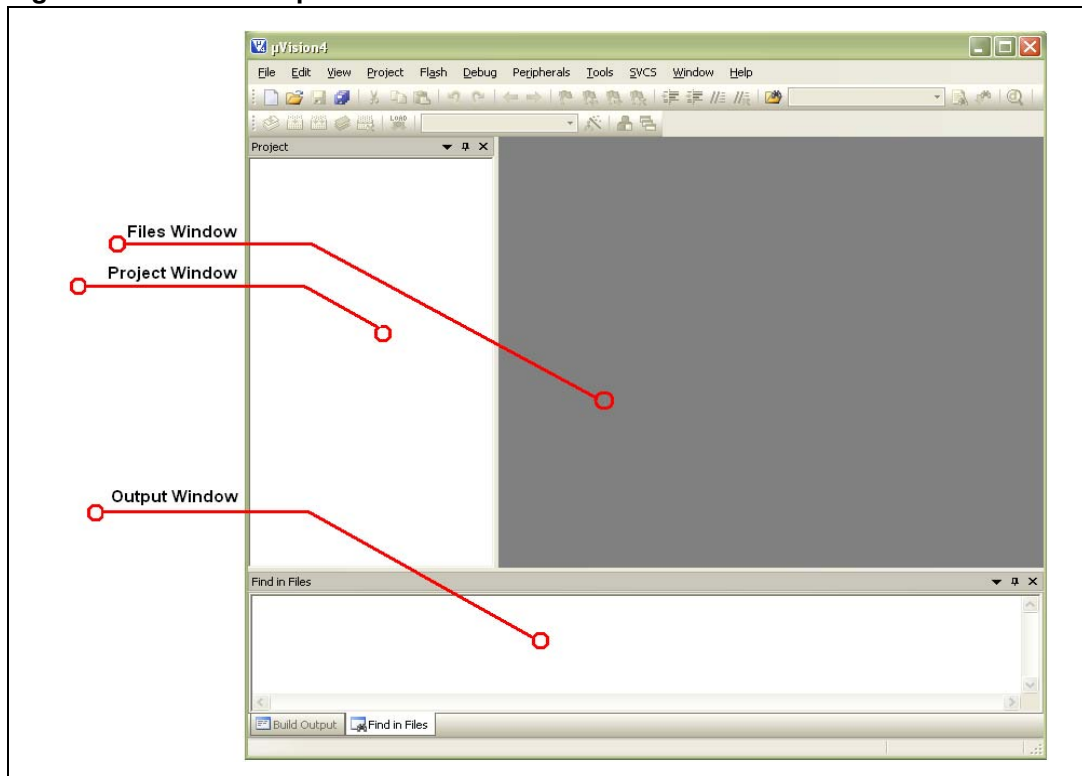 µVision4
File Edit View Project Flash Debug Peripherals Tools SVCS Window Help
LOAD
Project
Files Window
Project Window
Output Window
Find in Files
Build Output Find in Files